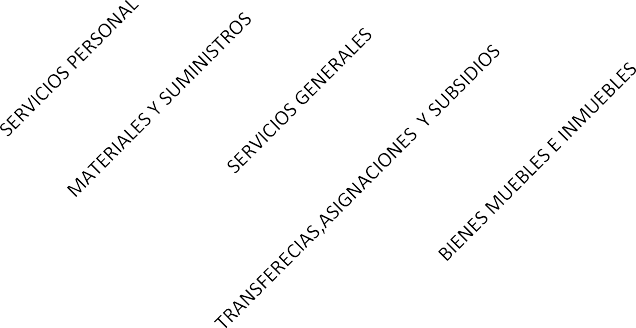 SERVICIOS PERSONAL
MATERIALES Y SUMINISTROS
SERVICIOS GENERALES
TRANSFERECIAS,ASIGNACIONES Y SUBSIDIOS
BIENES MUEBLES E INMUEBLES